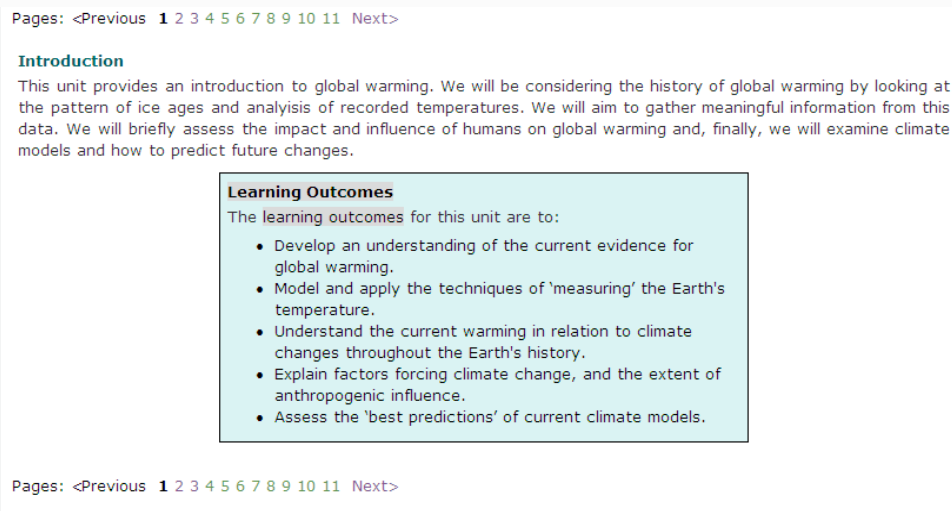 Pages: <Previous 1 2 3 4 5 6 7 8 9 10 11 Next>
Introduction
This unit provides an introduction to global warming. We will be considering the history of global warming by looking at
the pattern of ice ages and analyisis of recorded temperatures. We will aim to gather meaningful information from this
data. We will briefly assess the impact and influence of humans on global warming and, finally, we will examine climate
models and how to predict future changes.
Learning Outcomes
The learning outcomes for this unit are to:
• Develop an understanding of the current evidence for
global warming.
• Model and apply the techniques of ‘measuring’ the Earth's
temperature.
• Understand the current warming in relation to climate
changes throughout the Earth's history.
• Explain factors forcing climate change, and the extent of
anthropogenic influence.
• Assess the ‘best predictions’ of current climate models.
Pages: <Previous 1 2 3 4 5 6 7 8 9 10 11 Next>